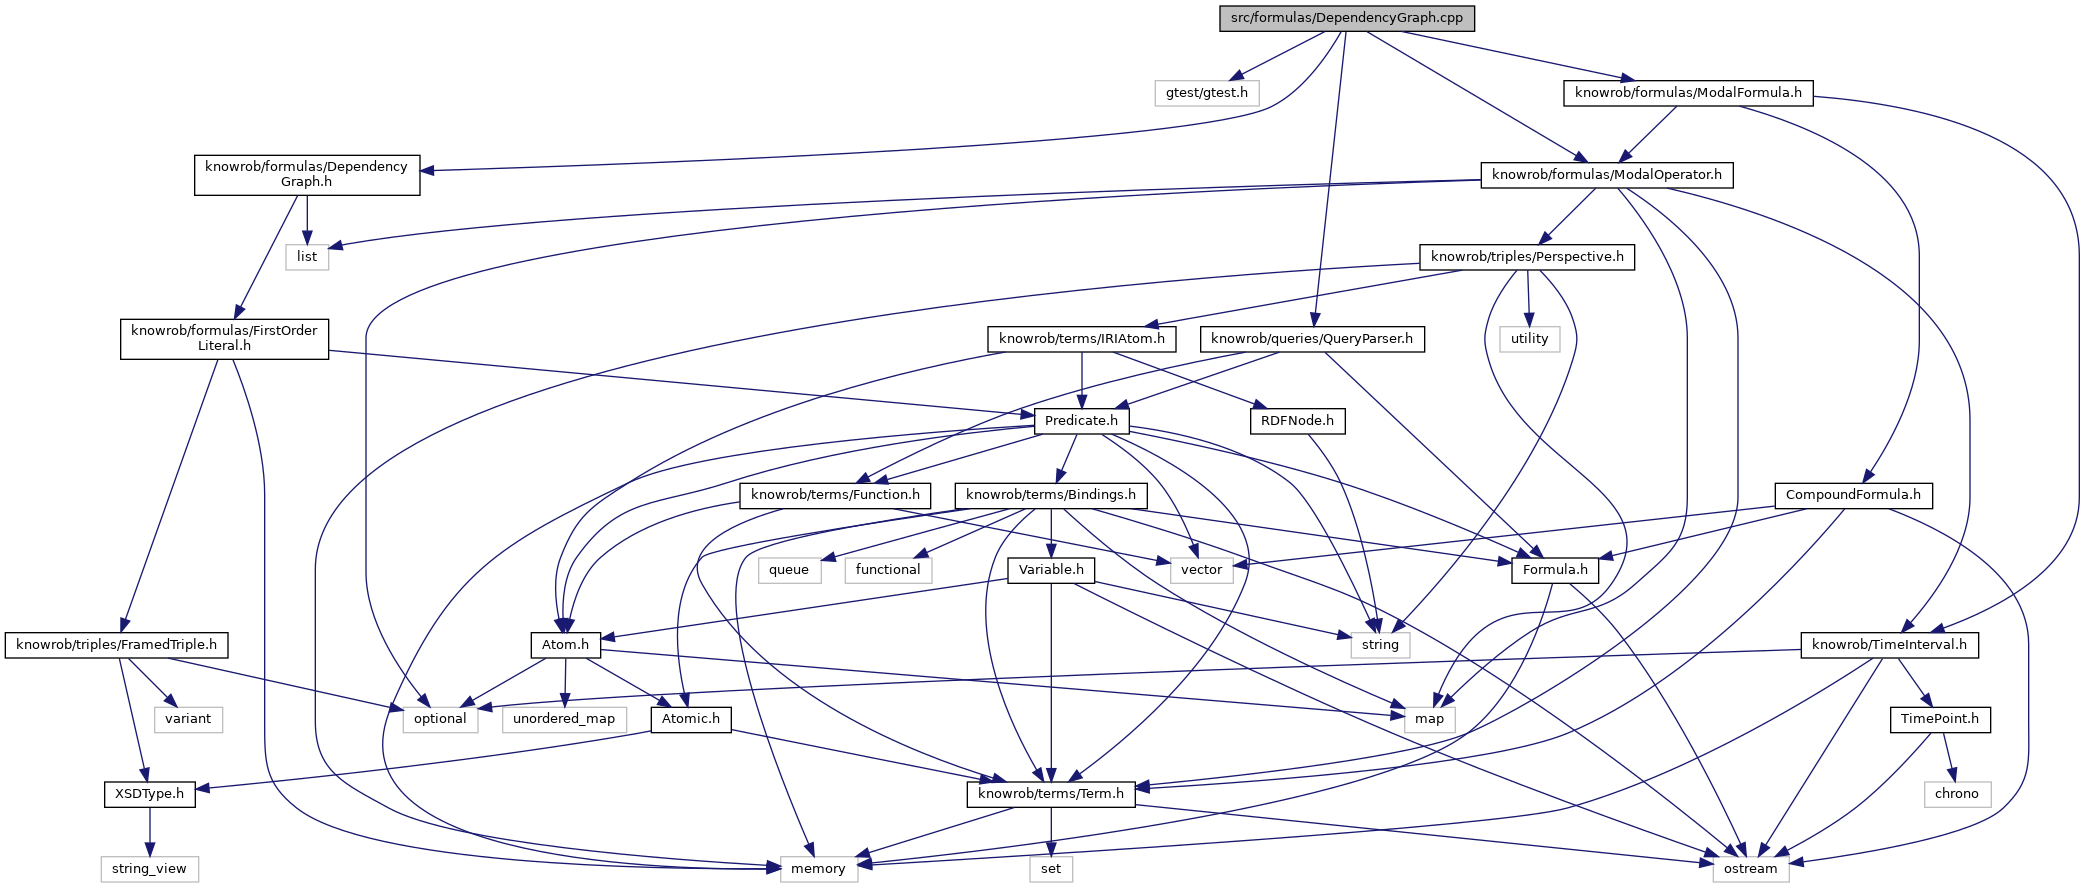 src/formulas/DependencyGraph.cpp
gtest/gtest.h
knowrob/formulas/ModalFormula.h
knowrob/formulas/Dependency
Graph.h
knowrob/formulas/ModalOperator.h
list
knowrob/triples/Perspective.h
knowrob/formulas/FirstOrder
Literal.h
knowrob/terms/IRIAtom.h
knowrob/queries/QueryParser.h
utility
Predicate.h
RDFNode.h
knowrob/terms/Function.h
knowrob/terms/Bindings.h
CompoundFormula.h
queue
functional
Variable.h
vector
Formula.h
knowrob/triples/FramedTriple.h
Atom.h
string
knowrob/TimeInterval.h
variant
optional
unordered_map
Atomic.h
map
TimePoint.h
XSDType.h
knowrob/terms/Term.h
chrono
string_view
memory
set
ostream